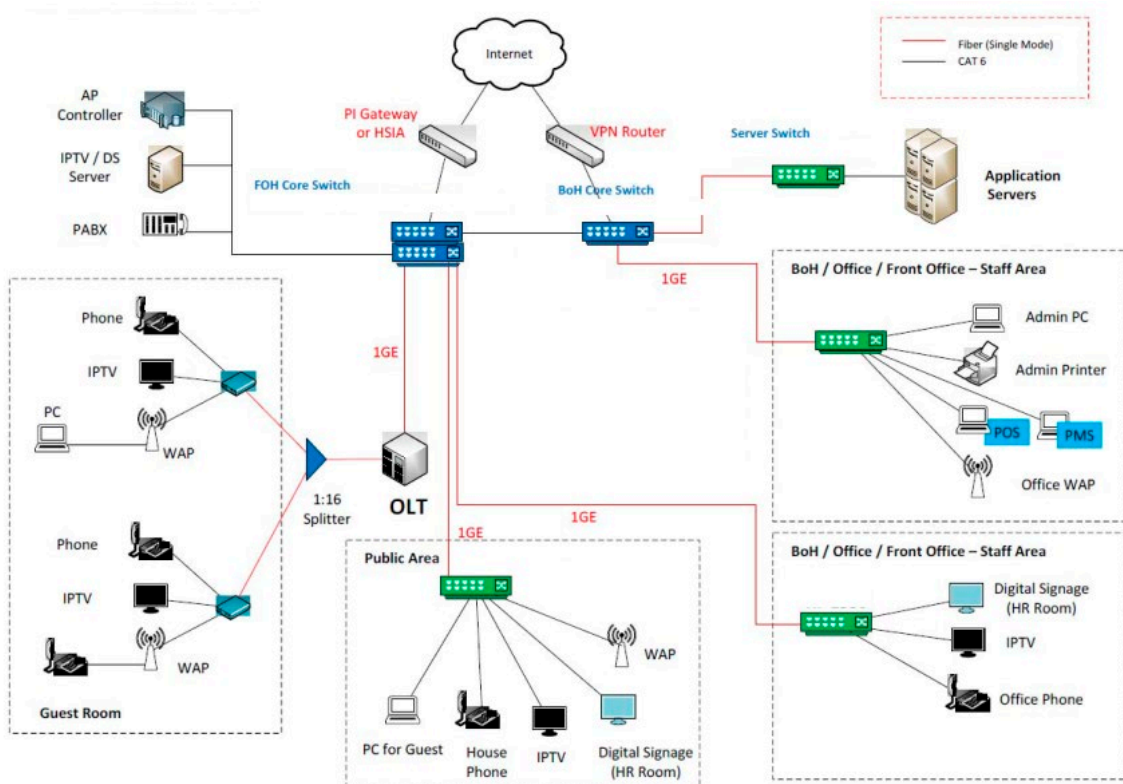 Internet
Fiber (Single Mode)
CAT 6
AP
Controller
PI Gateway
or HSIA
VPN Router
Server Switch
IPTV / DS
Server
FOH Core Switch
BoH Core Switch
Application
Servers
PABX
1GE
BoH / Office / Front Office – Staff Area
Admin PC
Admin Printer
POS
PMS
Office WAP
Phone
IPTV
PC
WAP
1GE
1:16
Splitter
OLT
Phone
IPTV
WAP
Guest Room
1GE
1GE
Public Area
WAP
PC for Guest
House
Phone
IPTV
Digital Signage
(HR Room)
BoH / Office / Front Office – Staff Area
Digital Signage
(HR Room)
IPTV
Office Phone